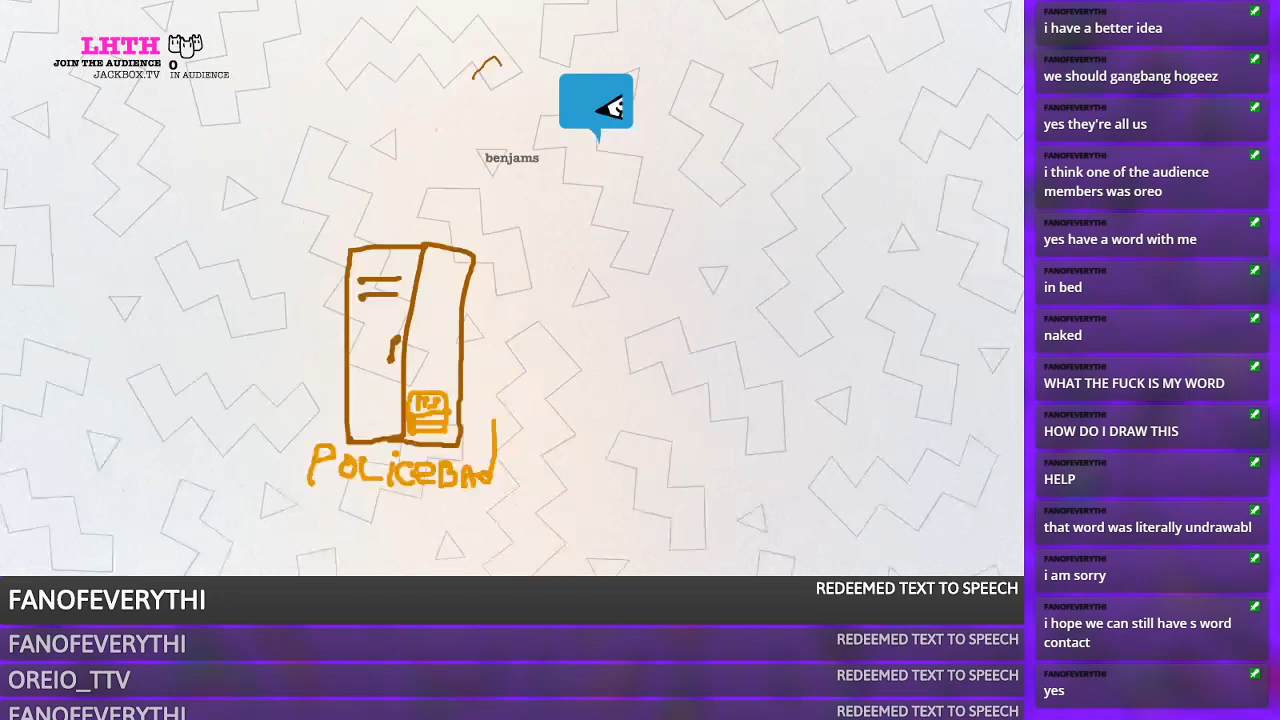 LHTH
JOIN THE AUDIENCE
JACKBOX.TV
0
IN AUDIENCE
benjams
POLiCEBAd
FANOFEVERYTHI
REDEEMED TEXT TO SPEECH
FANOFEVERYTHI
REDEEMED TEXT TO SPEECH
OREIO_TTV
REDEEMED TEXT TO SPEECH
FANOFEVERYTHI
REDEEMED TEXT TO SPEECH
FANOFEVERYTHI
i have a better idea
FANOFEVERYTHI
we should gangbang hogeez
FANOFEVERYTHI
yes they're all us
FANOFEVERYTHI
i think one of the audience
members was oreo
FANOFEVERYTHI
yes have a word with me
FANOFEVERYTHI
in bed
FANOFEVERYTHI
naked
FANOFEVERYTHI
WHAT THE FUCK IS MY WORD
FANOFEVERYTHI
HOW DO I DRAW THIS
FANOFEVERYTHI
HELP
FANOFEVERYTHI
that word was literally undrawabl
FANOFEVERYTHI
i am sorry
FANOFEVERYTHI
i hope we can still have s word
contact
FANOFEVERYTHI
yes